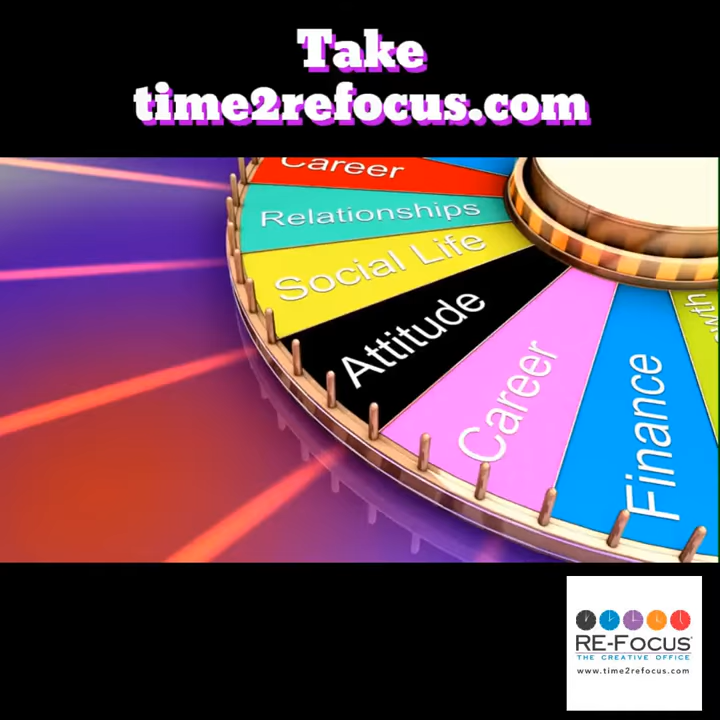 Take
time2refocus.com
Career
Relationships
Social Life
Attitude
Career
Finance
RE-FOCUS
THE CREATIVE OFFICE
www.time2refocus.com